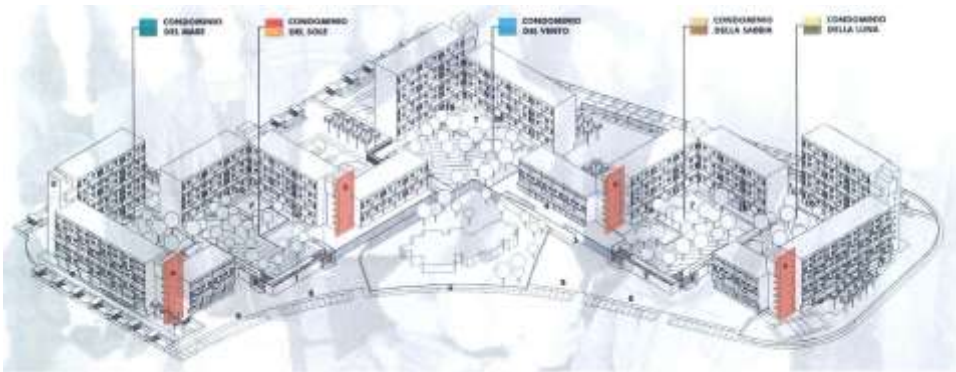 CONDOMINIO
DEL MARE
CONDOMINIO
DEL SOLE
CONDOMINIO
DEL VENTO
CONDOMINIO
DELLA SABBIA
CONDOMINIO
DELLA LUNA